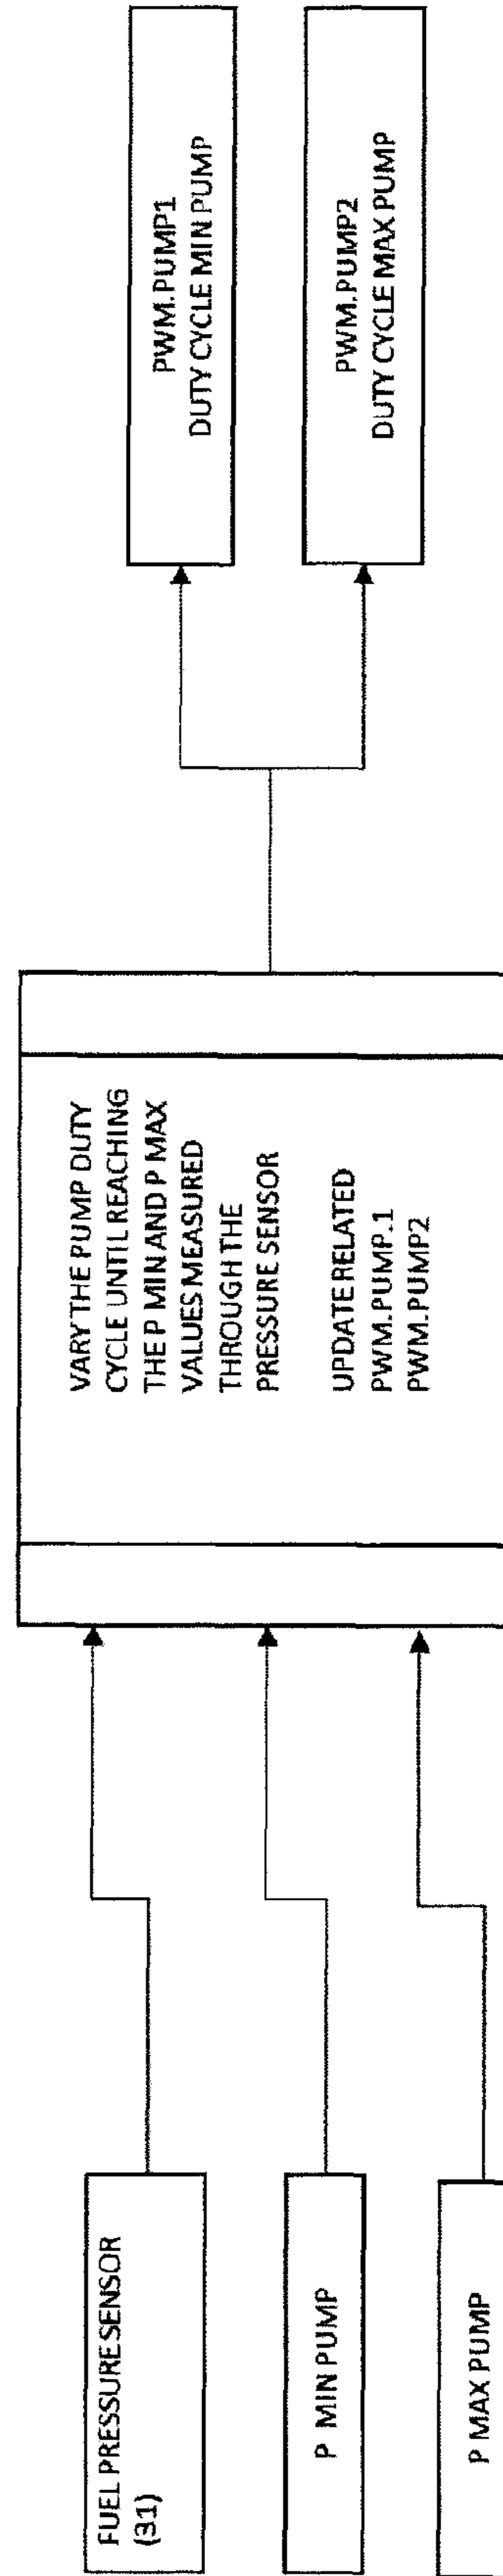 FUEL PRESSURE SENSOR
(31)
P MIN PUMP
P MAX PUMP
VARY THE PUMP DUTY
CYCLE UNTIL REACHING
THE P MIN AND P MAX
VALUES MEASURED
THROUGH THE
PRESSURE SENSOR
UPDATE RELATED
PWM.PUMP.1
PWM.PUMP2
PWM.PUMP1
DUTY CYCLE MIN PUMP
PWM.PUMP2
DUTY CYCLE MAX PUMP